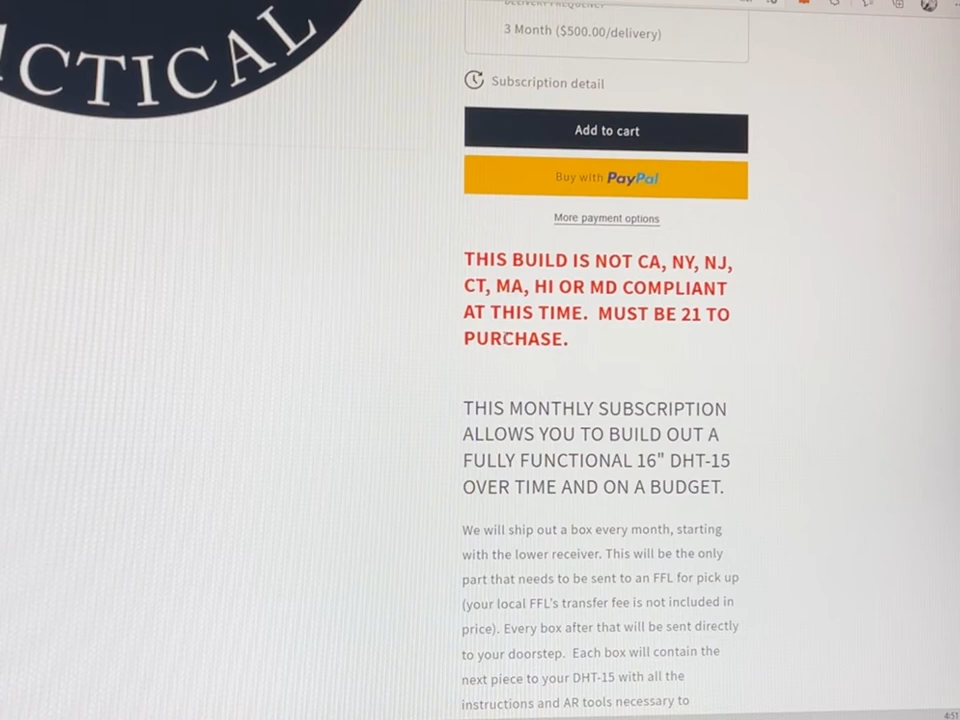 CTICAL
DELIVERY FREQUENCY
3 Month ($500.00/delivery)
Subscription detail
Add to cart
Buy with PayPal
More payment options
THIS BUILD IS NOT CA, NY, NJ,
CT, MA, HI OR MD COMPLIANT
AT THIS TIME. MUST BE 21 TO
PURCHASE.
THIS MONTHLY SUBSCRIPTION
ALLOWS YOU TO BUILD OUT A
FULLY FUNCTIONAL 16" DHT-15
OVER TIME AND ON A BUDGET.
We will ship out a box every month, starting
with the lower receiver. This will be the only
part that needs to be sent to an FFL for pick up
(your local FFL's transfer fee is not included in
price). Every box after that will be sent directly
to your doorstep. Each box will contain the
next piece to your DHT-15 with all the
instructions and AR tools necessary to
4:51